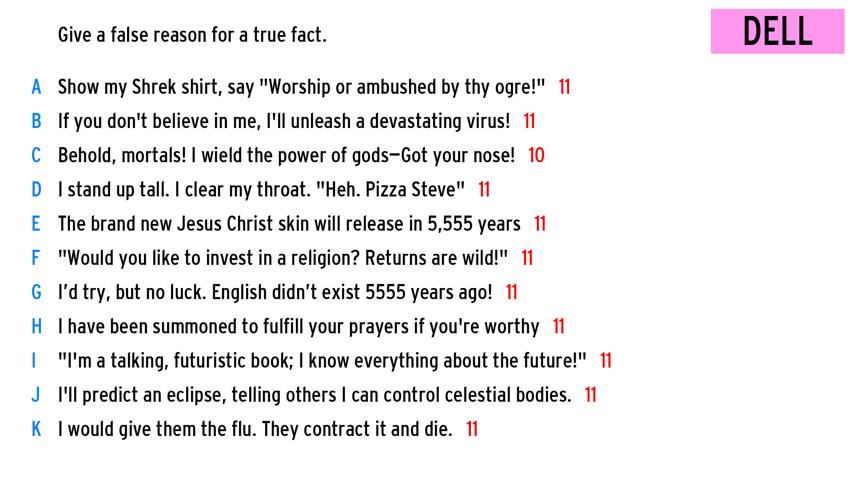 Give a false reason for a true fact.
DELL
A Show my Shrek shirt, say "Worship or ambushed by thy ogre!" 11
B If you don't believe in me, I'll unleash a devastating virus! 11
C Behold, mortals! I wield the power of gods—Got your nose! 10
D I stand up tall. I clear my throat. "Heh. Pizza Steve" 11
E The brand new Jesus Christ skin will release in 5,555 years 11
F "Would you like to invest in a religion? Returns are wild!" 11
G I’d try, but no luck. English didn’t exist 5555 years ago! 11
H I have been summoned to fulfill your prayers if you're worthy 11
I "I'm a talking, futuristic book; I know everything about the future!" 11
J I'll predict an eclipse, telling others I can control celestial bodies. 11
K I would give them the flu. They contract it and die. 11